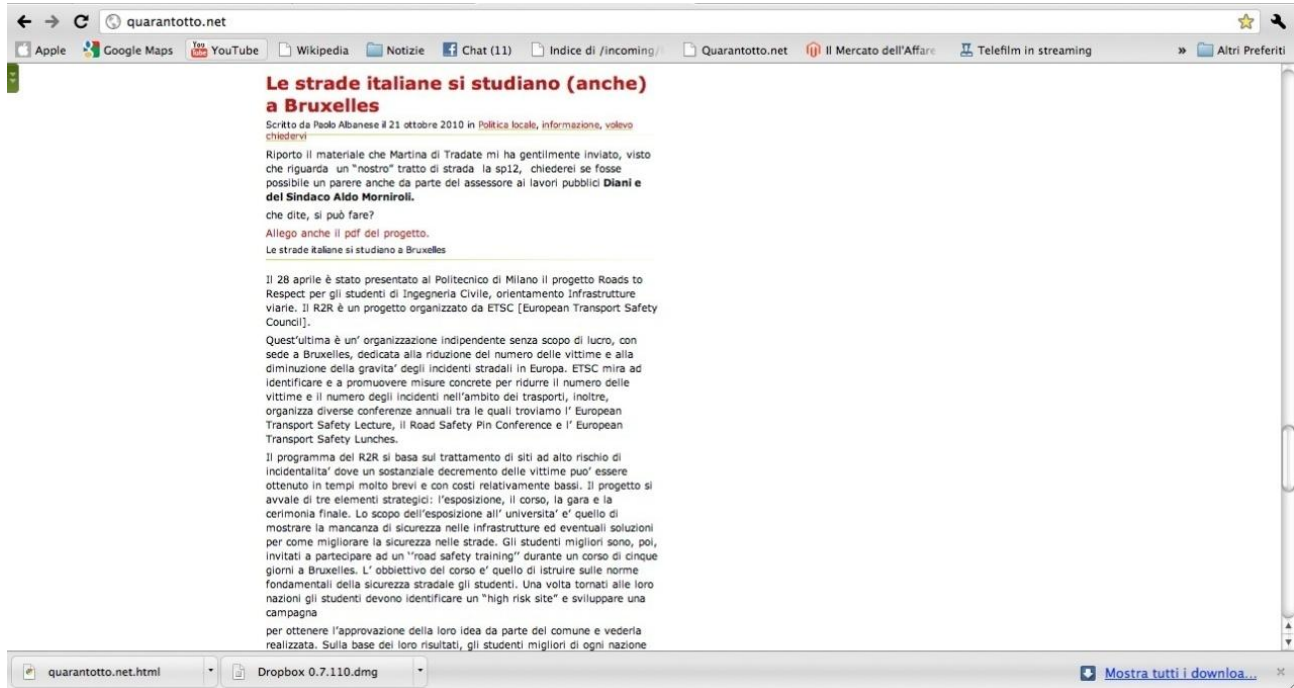 quarantotto.net
Apple Google Maps YouTube Wikipedia Notizie Chat (11) Indice di /incoming/ Quarantotto.net Il Mercato dell'Affare Telefilm in streaming » Altri Preferiti
Le strade italiane si studiano (anche)
a Bruxelles
Scritto da Paolo Albanese il 21 ottobre 2010 in Politica locale, informazione, volevo
chiedervi
Riporto il materiale che Martina di Tradate mi ha gentilmente inviato, visto
che riguarda un "nostro" tratto di strada la sp12, chiederei se fosse
possibile un parere anche da parte del assessore ai lavori pubblici Diani e
del Sindaco Aldo Morniroli.
che dite, si può fare?
Allego anche il pdf del progetto.
Le strade italiane si studiano a Bruxelles
Il 28 aprile è stato presentato al Politecnico di Milano il progetto Roads to
Respect per gli studenti di Ingegneria Civile, orientamento Infrastrutture
viarie. Il R2R è un progetto organizzato da ETSC [European Transport Safety
Council].
Quest'ultima è un' organizzazione indipendente senza scopo di lucro, con
sede a Bruxelles, dedicata alla riduzione del numero delle vittime e alla
diminuzione della gravita' degli incidenti stradali in Europa. ETSC mira ad
identificare e a promuovere misure concrete per ridurre il numero delle
vittime e il numero degli incidenti nell'ambito dei trasporti, inoltre,
organizza diverse conferenze annuali tra le quali troviamo l' European
Transport Safety Lecture, il Road Safety Pin Conference e l' European
Transport Safety Lunches.
Il programma del R2R si basa sul trattamento di siti ad alto rischio di
incidentalita' dove un sostanziale decremento delle vittime puo' essere
ottenuto in tempi molto brevi e con costi relativamente bassi. Il progetto si
avvale di tre elementi strategici: l'esposizione, il corso, la gara e la
cerimonia finale. Lo scopo dell'esposizione all' universita' e' quello di
mostrare la mancanza di sicurezza nelle infrastrutture ed eventuali soluzioni
per come migliorare la sicurezza nelle strade. Gli studenti migliori sono, poi,
invitati a partecipare ad un ''road safety training'' durante un corso di cinque
giorni a Bruxelles. L' obbiettivo del corso e' quello di istruire sulle norme
fondamentali della sicurezza stradale gli studenti. Una volta tornati alle loro
nazioni gli studenti devono identificare un "high risk site" e sviluppare una
campagna
per ottenere l'approvazione della loro idea da parte del comune e vederla
realizzata. Sulla base dei loro risultati, gli studenti migliori di ogni nazione
quarantotto.net.html Dropbox 0.7.110.dmg Mostra tutti i downloa...